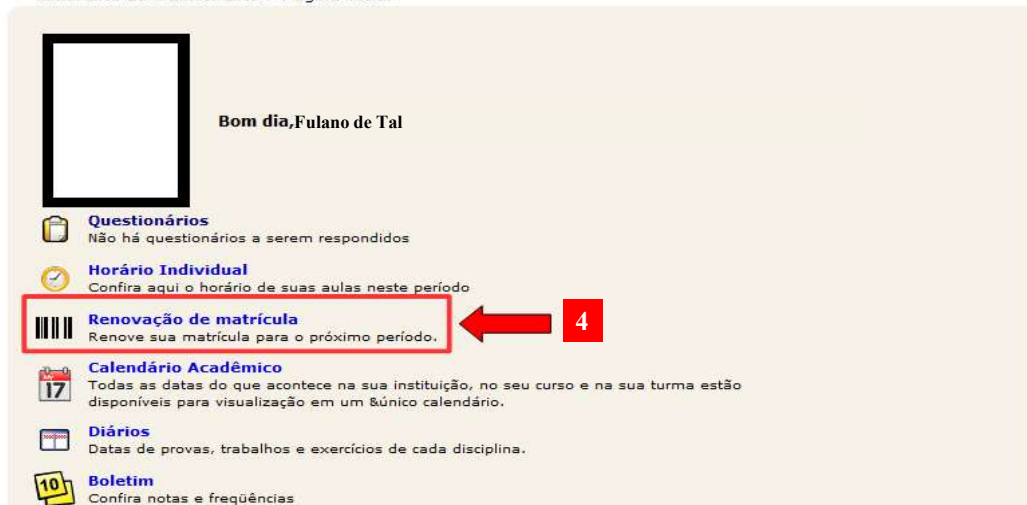 Bom dia,Fulano de Tal
Questionários
Não há questionários a serem respondidos
Horário Individual
Confira aqui o horário de suas aulas neste período
Renovação de matrícula
Renove sua matrícula para o próximo período.
4
Calendário Acadêmico
17
Todas as datas do que acontece na sua instituição, no seu curso e na sua turma estão
disponíveis para visualização em um &único calendário.
Diários
Datas de provas, trabalhos e exercícios de cada disciplina.
10
Boletim
Confira notas e freqüências